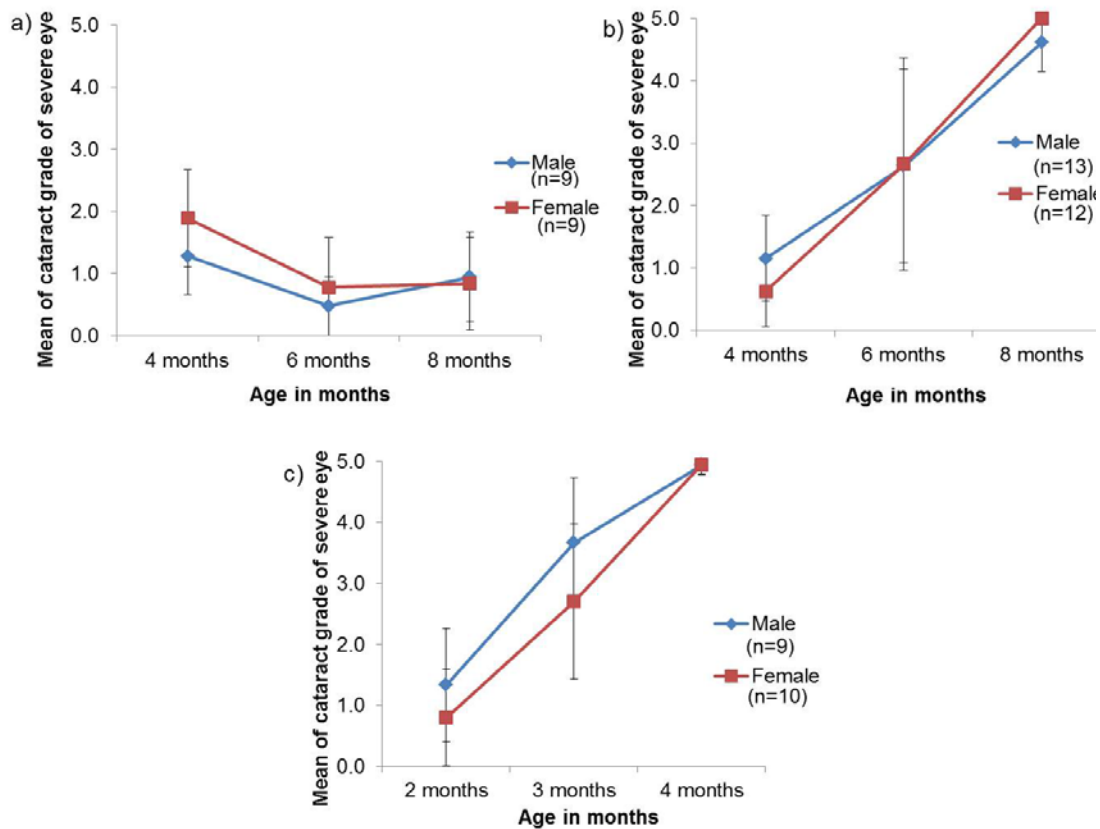 a)
Mean of cataract grade of severe eye
5.0
4.0
3.0
2.0
1.0
0.0
4 months
6 months
8 months
Age in months
Male
(n=9)
Female
(n=9)
b)
Mean of cataract grade of severe eye
5.0
4.0
3.0
2.0
1.0
0.0
4 months
6 months
8 months
Age in months
Male
(n=13)
Female
(n=12)
c)
Mean of cataract grade of severe eye
5.0
4.0
3.0
2.0
1.0
0.0
2 months
3 months
4 months
Age in months
Male
(n=9)
Female
(n=10)